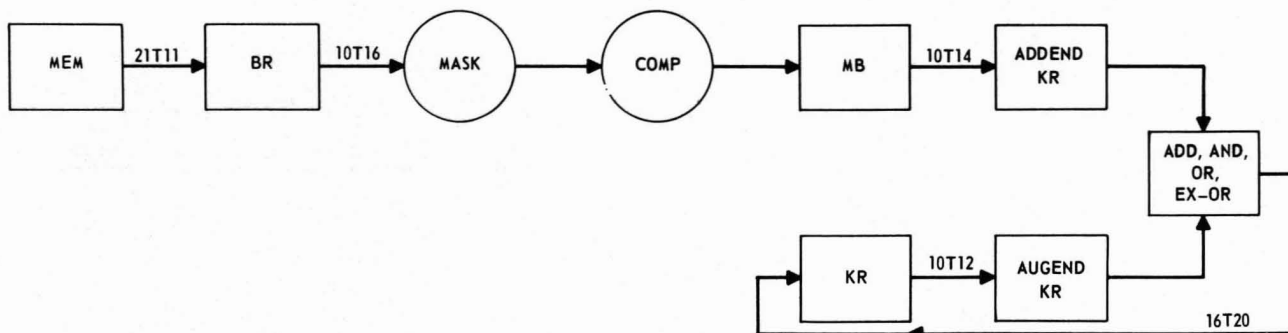 MEM
21T11
BR
10T16
MASK
COMP
MB
10T14
ADDEND
KR
ADD, AND,
OR,
EX-OR
KR
10T12
AUGEND
KR
16T20